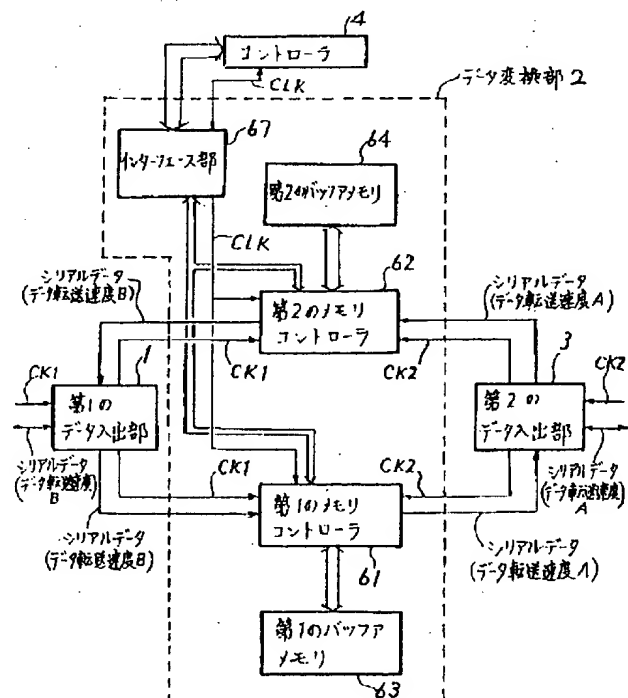 4
コントローラ
CLK
データ変換部2
67
インターフェース部
64
第2のバッファメモリ
CLK
62
シリアルデータ
(データ転送速度B)
第2のメモリ
コントローラ
シリアルデータ
(データ転送速度A)
1
CK1
CK2
3
CK1
第1の
データ入出部
第2の
データ入出部
CK2
シリアルデータ
(データ転送速度
B
CK1
CK2
シリアルデータ
(データ転送速度
A
シリアルデータ
(データ転送速度B)
第1のメモリ
コントローラ
61
シリアルデータ
(データ転送速度A)
第1のバッファ
メモリ
63